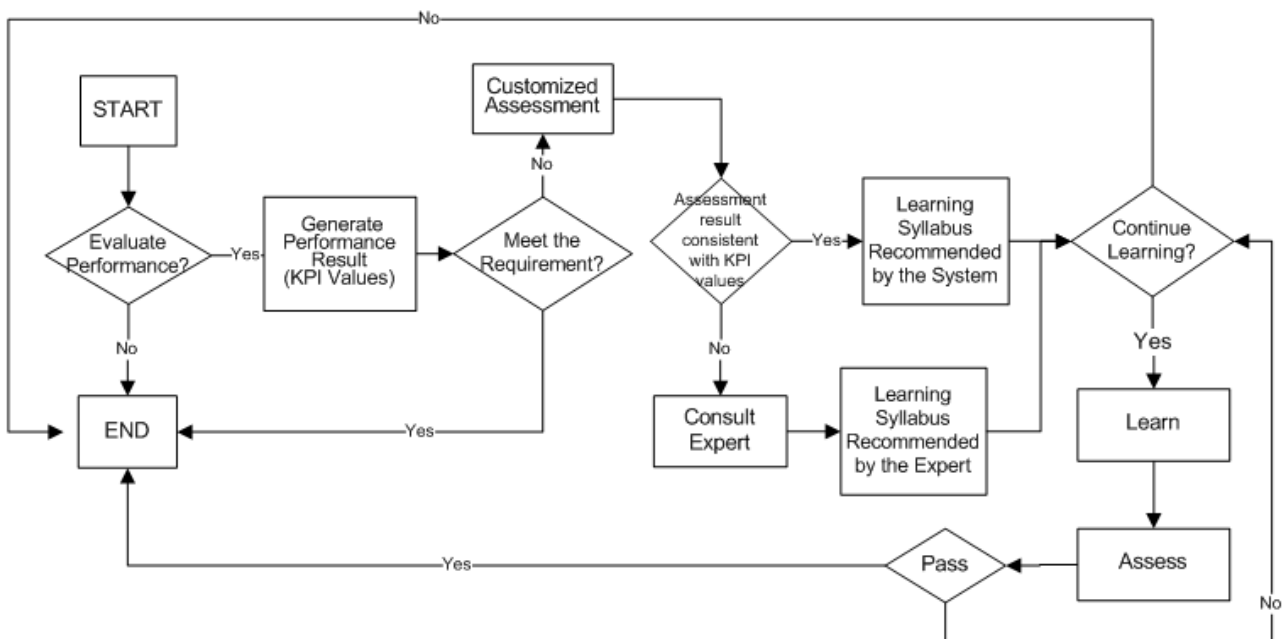 No
START
Customized
Assessment
No
Evaluate
Performance?
Yes
Generate
Performance
Result
(KPI Values)
Meet the
Requirement?
Assessment
result
consistent
with KPI
values
Yes
Learning
Syllabus
Recommended
by the System
Continue
Learning?
No
No
Yes
END
Yes
Consult
Expert
Learning
Syllabus
Recommended
by the Expert
Learn
Yes
Pass
Assess
No